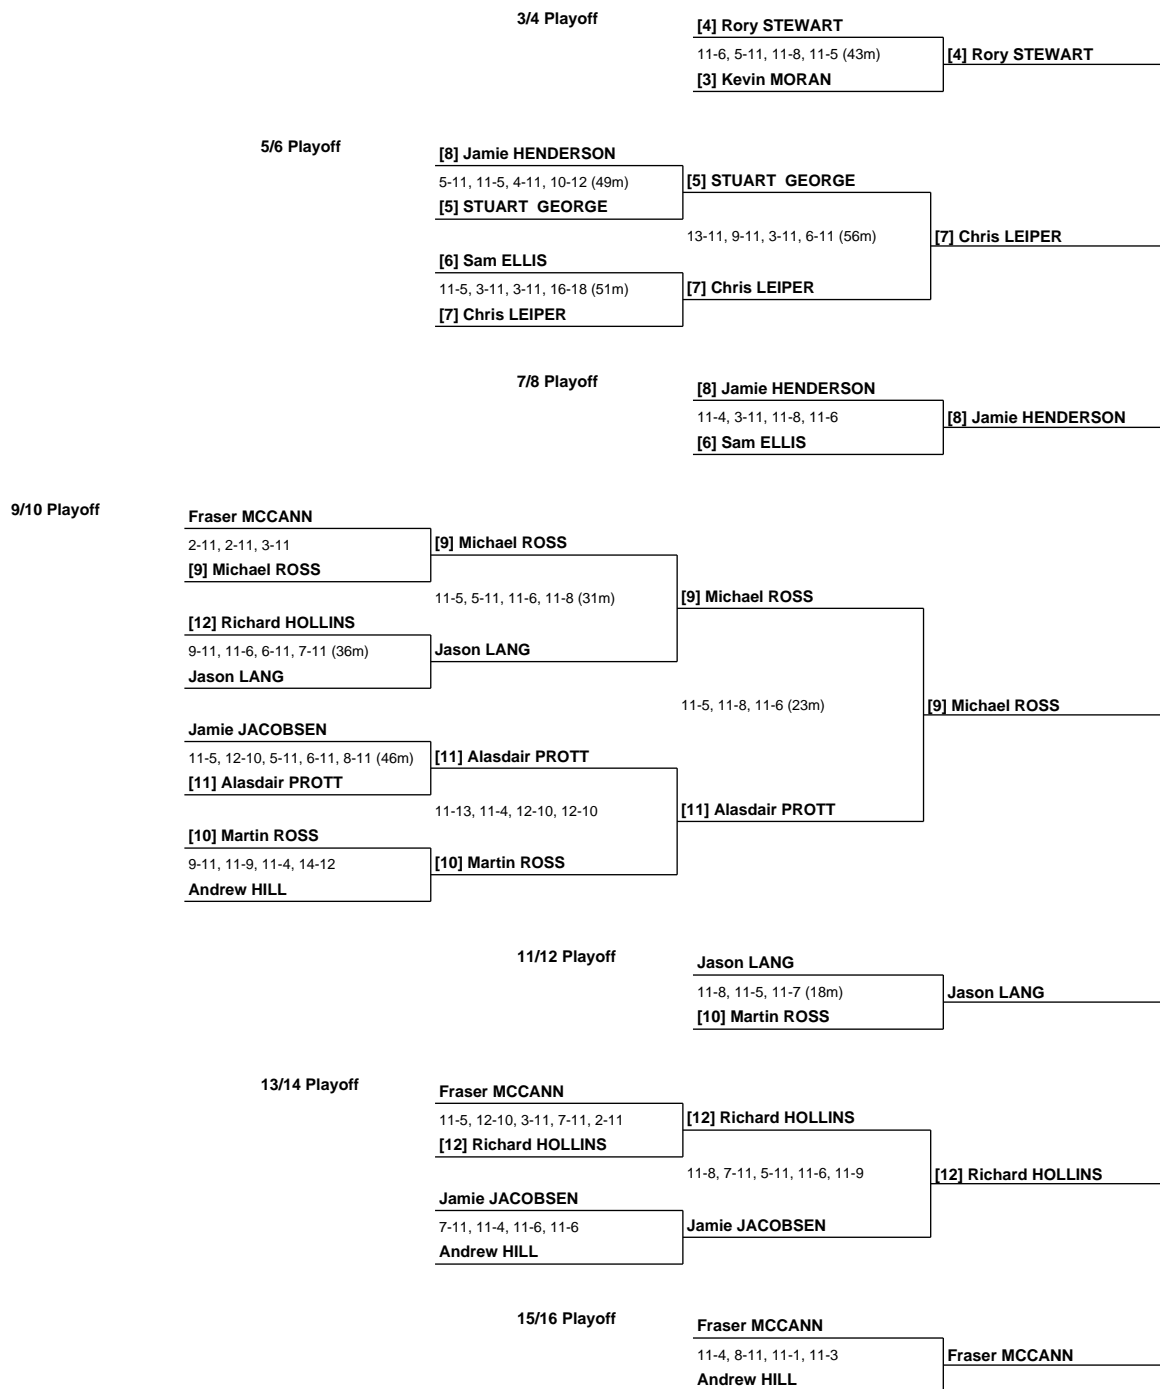 3/4 Playoff
[4] Rory STEWART
11-6, 5-11, 11-8, 11-5 (43m)
[4] Rory STEWART
[3] Kevin MORAN
5/6 Playoff
[8] Jamie HENDERSON
5-11, 11-5, 4-11, 10-12 (49m)
[5] STUART  GEORGE
[5] STUART  GEORGE
13-11, 9-11, 3-11, 6-11 (56m)
[7] Chris LEIPER
[6] Sam ELLIS
11-5, 3-11, 3-11, 16-18 (51m)
[7] Chris LEIPER
[7] Chris LEIPER
7/8 Playoff
[8] Jamie HENDERSON
11-4, 3-11, 11-8, 11-6
[8] Jamie HENDERSON
[6] Sam ELLIS
9/10 Playoff
Fraser MCCANN
2-11, 2-11, 3-11
[9] Michael ROSS
[9] Michael ROSS
11-5, 5-11, 11-6, 11-8 (31m)
[9] Michael ROSS
[12] Richard HOLLINS
9-11, 11-6, 6-11, 7-11 (36m)
Jason LANG
Jason LANG
11-5, 11-8, 11-6 (23m)
[9] Michael ROSS
Jamie JACOBSEN
11-5, 12-10, 5-11, 6-11, 8-11 (46m)
[11] Alasdair PROTT
[11] Alasdair PROTT
11-13, 11-4, 12-10, 12-10
[11] Alasdair PROTT
[10] Martin ROSS
9-11, 11-9, 11-4, 14-12
[10] Martin ROSS
Andrew HILL
11/12 Playoff
Jason LANG
11-8, 11-5, 11-7 (18m)
Jason LANG
[10] Martin ROSS
13/14 Playoff
Fraser MCCANN
11-5, 12-10, 3-11, 7-11, 2-11
[12] Richard HOLLINS
[12] Richard HOLLINS
11-8, 7-11, 5-11, 11-6, 11-9
[12] Richard HOLLINS
Jamie JACOBSEN
7-11, 11-4, 11-6, 11-6
Jamie JACOBSEN
Andrew HILL
15/16 Playoff
Fraser MCCANN
11-4, 8-11, 11-1, 11-3
Fraser MCCANN
Andrew HILL